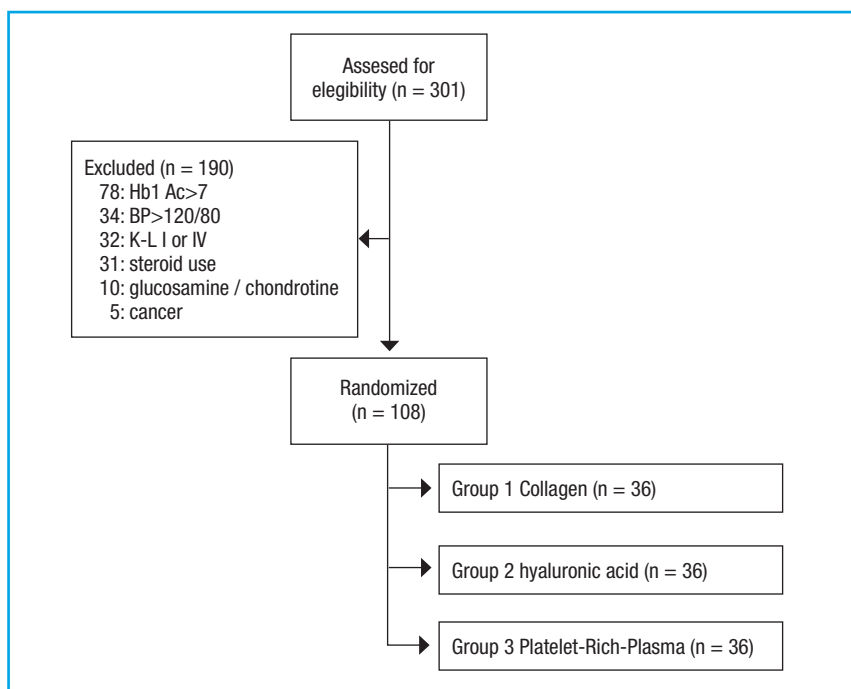 Assesed for
elegibility (n = 301)
Excluded (n = 190)
78: Hb1 Ac>7
34: BP>120/80
32: K-L I or IV
31: steroid use
10: glucosamine / chondrotine
5: cancer
Randomized
(n = 108)
Group 1 Collagen (n = 36)
Group 2 hyaluronic acid (n = 36)
Group 3 Platelet-Rich-Plasma (n = 36)